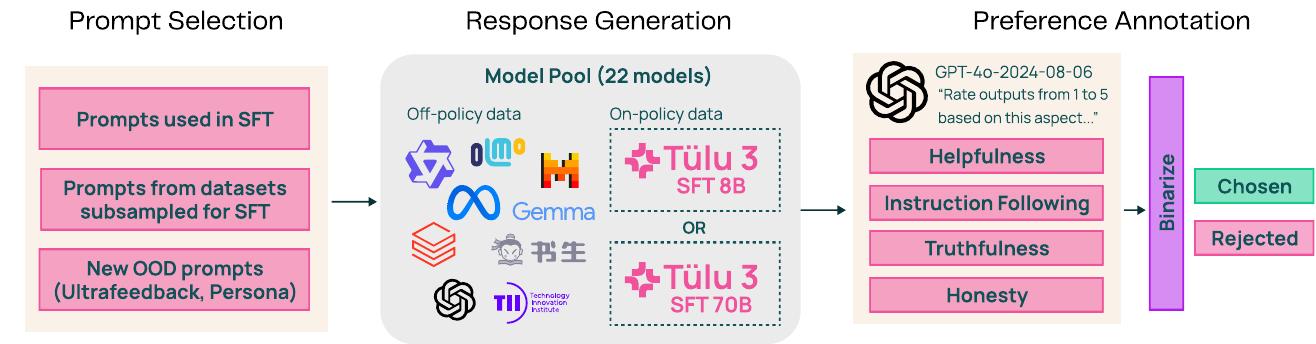 Prompt Selection
Response Generation
Preference Annotation
Prompts used in SFT
Prompts from datasets
subsampled for SFT
New OOD prompts
(Ultrafeedback, Persona)
Model Pool (22 models)
Off-policy data
OLMo
Gemma
书生
TII
Technology
Innovation
Institute
On-policy data
Tülu 3
SFT 8B
OR
Tülu 3
SFT 70B
GPT-4o-2024-08-06
“Rate outputs from 1 to 5
based on this aspect...”
Helpfulness
Instruction Following
Truthfulness
Honesty
Binarize
Chosen
Rejected